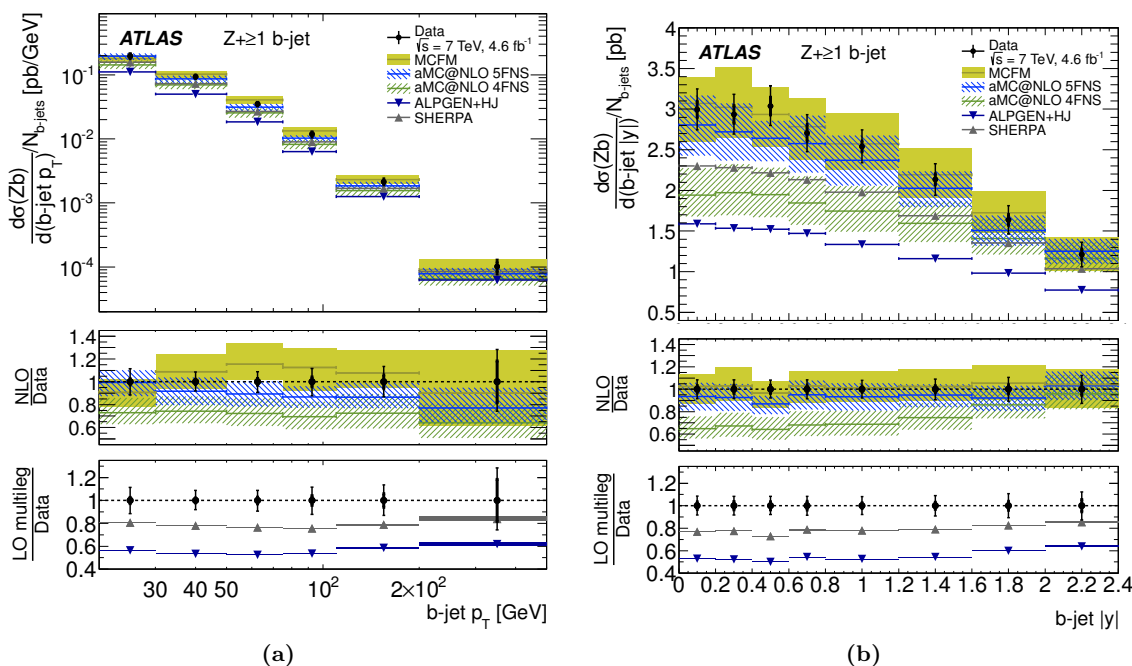 ATLAS Z+≥1 b-jet
Data
√s = 7 TeV, 4.6 fb⁻¹
MCFM
aMC@NLO 5FNS
aMC@NLO 4FNS
ALPGEN+HJ
SHERPA
dσ(Zb)/d(b-jet p_T)/N_b-jets [pb/GeV]
10⁻¹
10⁻²
10⁻³
10⁻⁴
NLO
Data
1.4
1.2
1
0.8
0.6
LO multileg
Data
1.2
1
0.8
0.6
0.4
30 40 50 10² 2×10²
b-jet p_T [GeV]
(a)
ATLAS Z+≥1 b-jet
Data
√s = 7 TeV, 4.6 fb⁻¹
MCFM
aMC@NLO 5FNS
aMC@NLO 4FNS
ALPGEN+HJ
SHERPA
dσ(Zb)/d(b-jet |y|)/N_b-jets [pb]
4
3.5
3
2.5
2
1.5
1
0.5
NLO
Data
1.4
1.2
1
0.8
0.6
LO multileg
Data
1.2
1
0.8
0.6
0.4
0 0.2 0.4 0.6 0.8 1 1.2 1.4 1.6 1.8 2 2.2 2.4
b-jet |y|
(b)